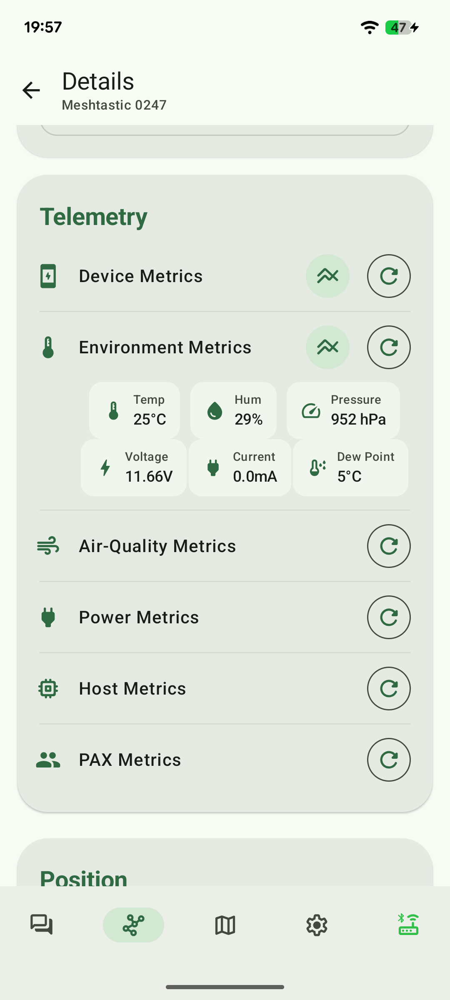 19:57
47
Details
Meshtastic 0247
Telemetry
Device Metrics
Environment Metrics
Temp
25°C
Hum
29%
Pressure
952 hPa
Voltage
11.66V
Current
0.0mA
Dew Point
5°C
Air-Quality Metrics
Power Metrics
Host Metrics
PAX Metrics
Position